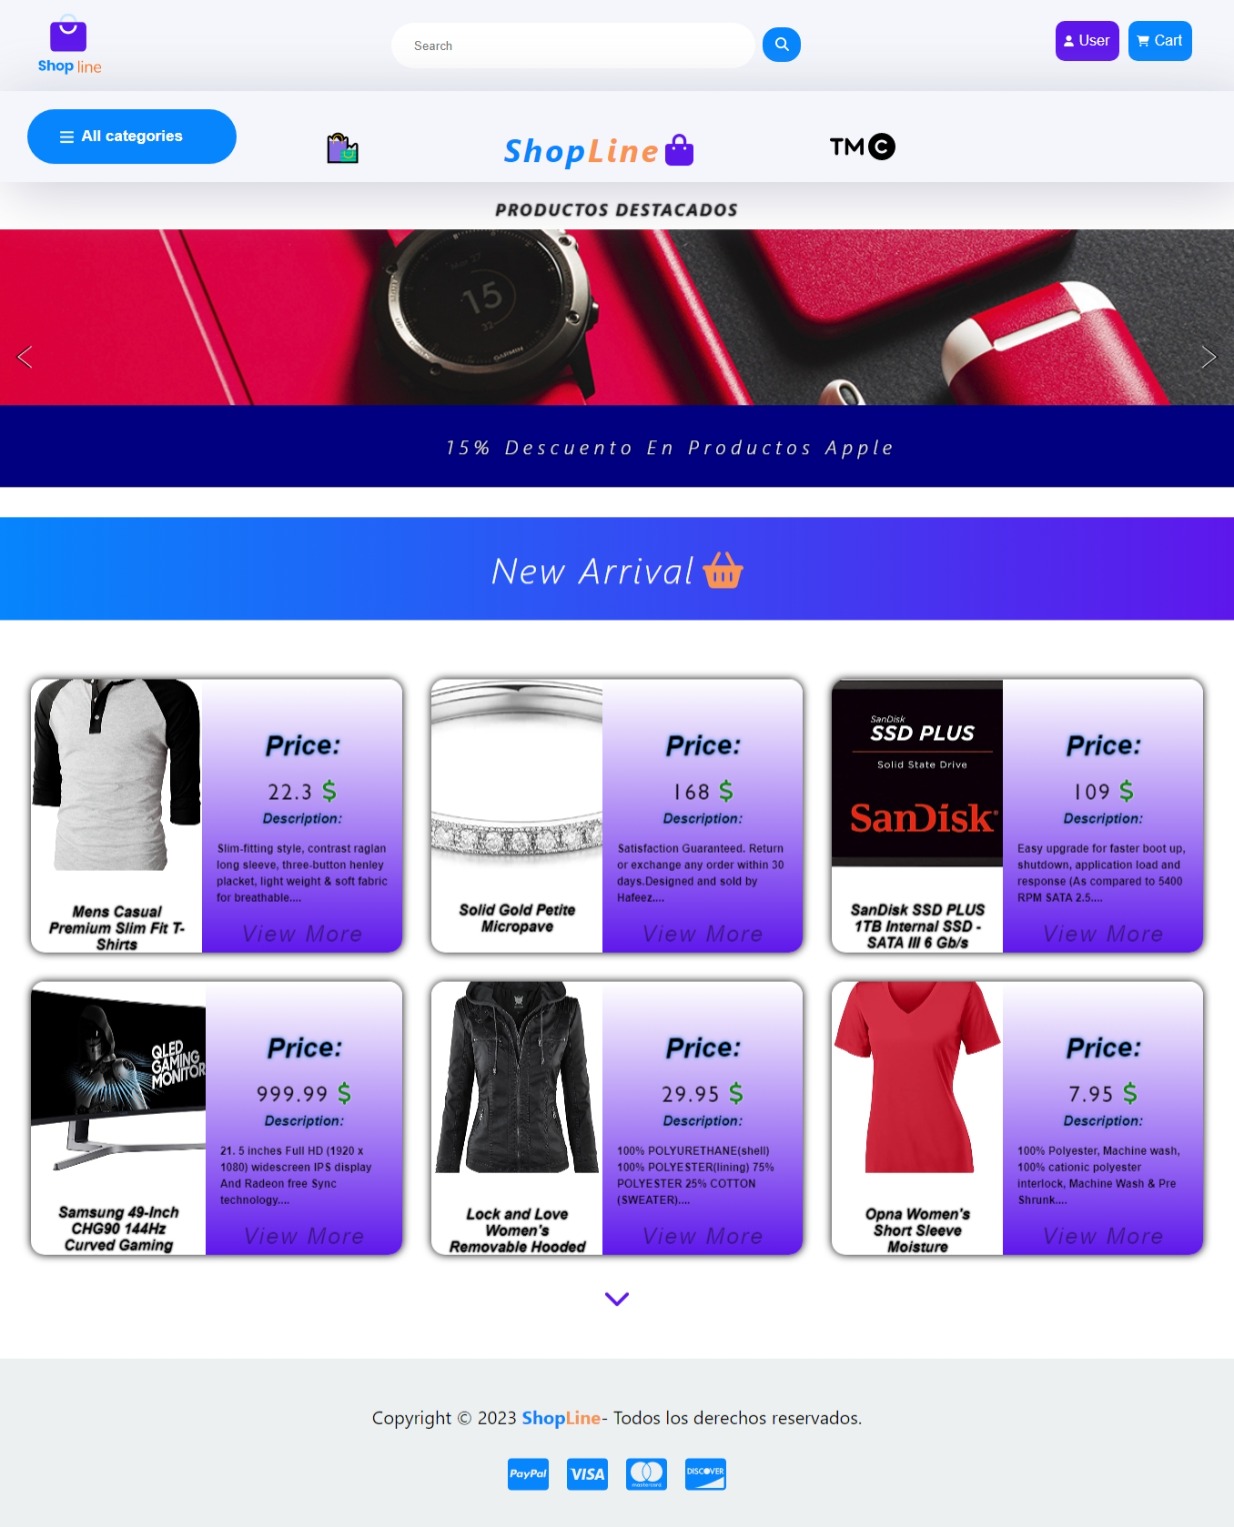 Shop line
Search
User
Cart
All categories
ShopLine
TM C
PRODUCTOS DESTACADOS
Mar 27
15
GARMIN
15% Descuento En Productos Apple
New Arrival
Price:
22.3 $
Description:
Slim-fitting style, contrast raglan
long sleeve, three-button henley
placket, light weight & soft fabric
for breathable....
View More
Mens Casual
Premium Slim Fit T-
Shirts
Price:
168 $
Description:
Satisfaction Guaranteed. Return
or exchange any order within 30
days.Designed and sold by
Hafeez....
View More
Solid Gold Petite
Micropave
SanDisk
SSD PLUS
Solid State Drive
SanDisk
Price:
109 $
Description:
Easy upgrade for faster boot up,
shutdown, application load and
response (As compared to 5400
RPM SATA 2.5....
View More
SanDisk SSD PLUS
1TB Internal SSD -
SATA III 6 Gb/s
QLED
GAMING
MONITOR
Price:
999.99 $
Description:
21. 5 inches Full HD (1920 x
1080) widescreen IPS display
And Radeon free Sync
technology....
View More
Samsung 49-Inch
CHG90 144Hz
Curved Gaming
Price:
29.95 $
Description:
100% POLYURETHANE(shell)
100% POLYESTER(lining) 75%
POLYESTER 25% COTTON
(SWEATER)....
View More
Lock and Love
Women's
Removable Hooded
Price:
7.95 $
Description:
100% Polyester, Machine wash,
100% cationic polyester
interlock, Machine Wash & Pre
Shrunk....
View More
Opna Women's
Short Sleeve
Moisture
Copyright © 2023 ShopLine- Todos los derechos reservados.
PayPal
VISA
mastercard
DISCOVER